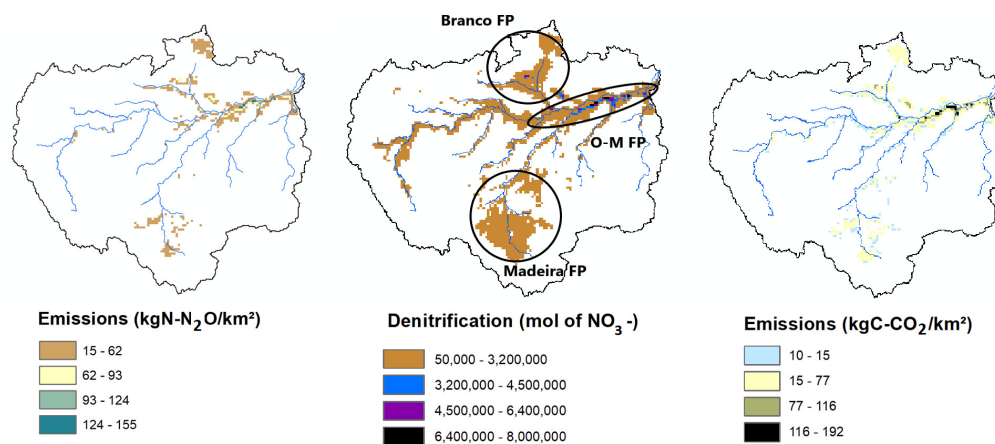 Branco FP
O-M FP
Madeira FP
Emissions (kgN-N₂O/km²)
15 - 62
62 - 93
93 - 124
124 - 155
Denitrification (mol of NO₃-)
50,000 - 3,200,000
3,200,000 - 4,500,000
4,500,000 - 6,400,000
6,400,000 - 8,000,000
Emissions (kgC-CO₂/km²)
10 - 15
15 - 77
77 - 116
116 - 192